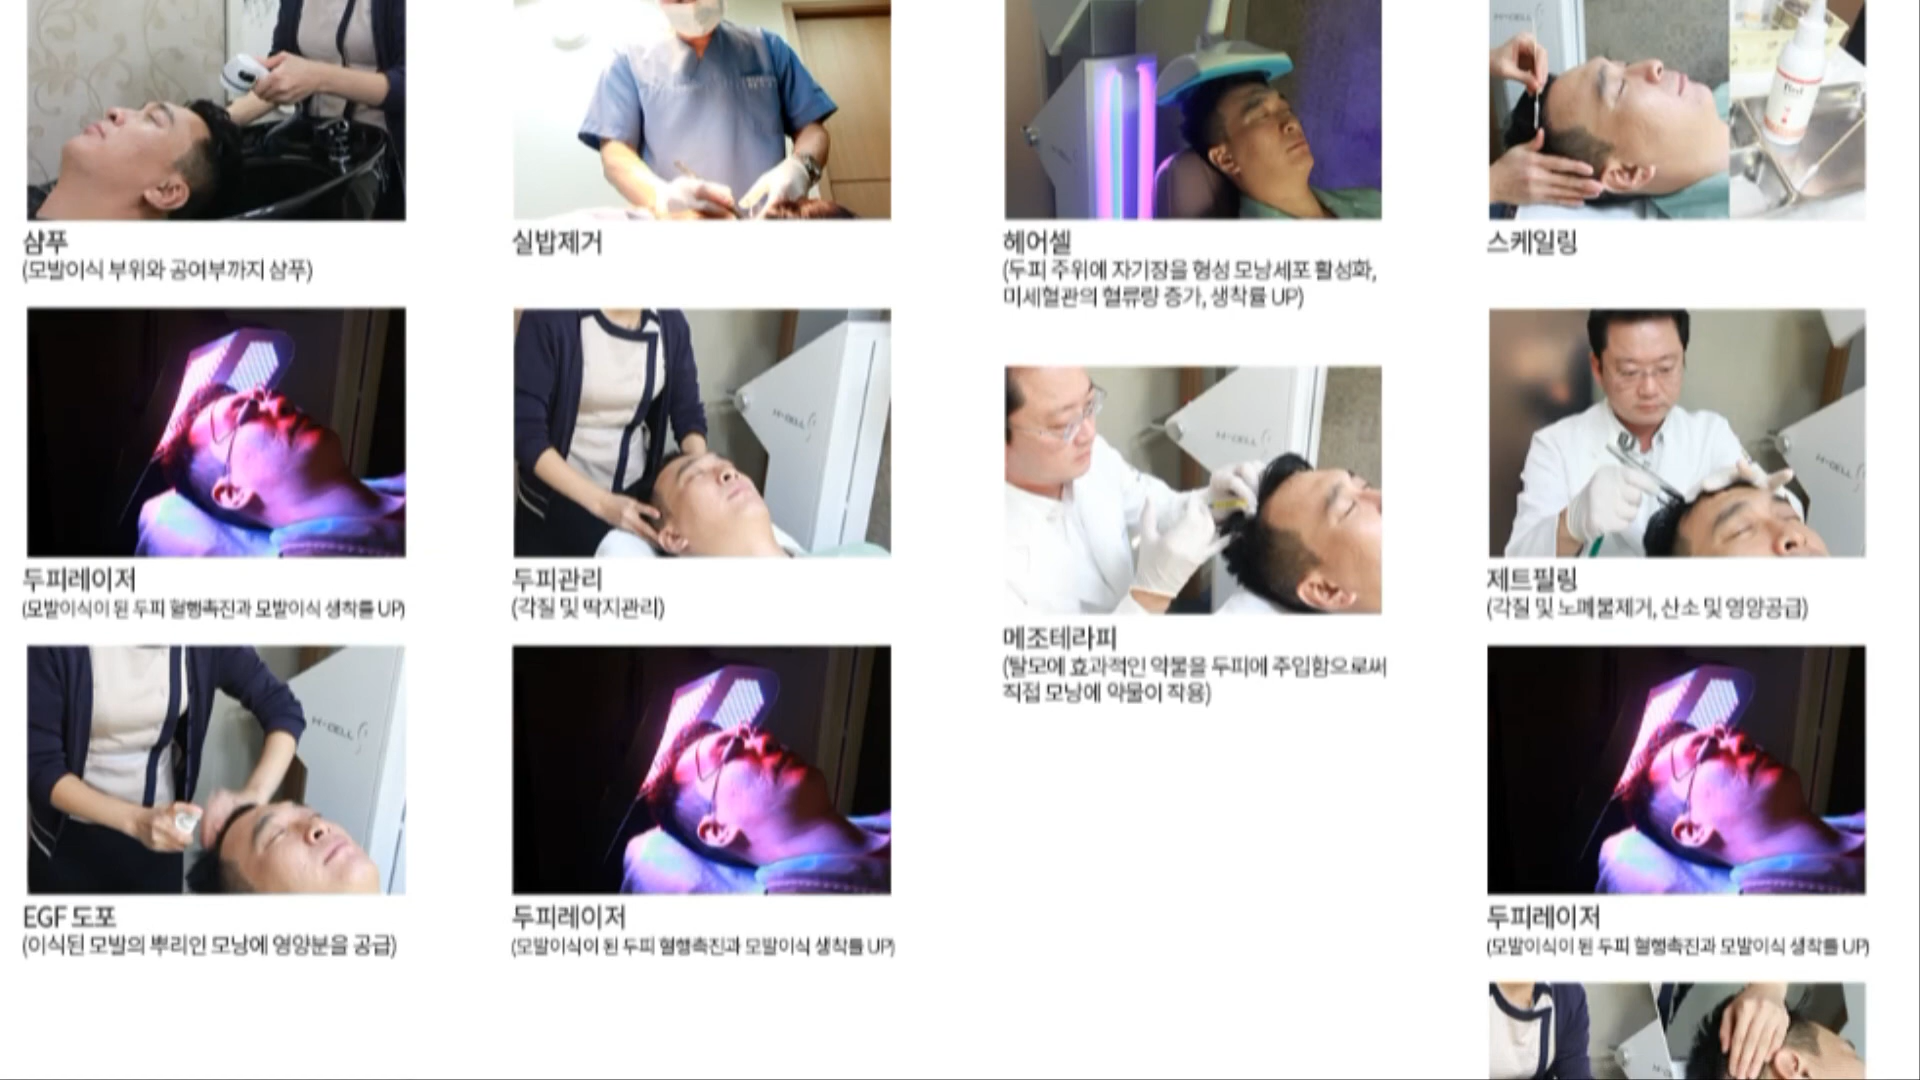 샴푸
(모발이식 부위와 공여부까지 샴푸)
두피레이저
(모발이식이 된 두피 혈행촉진과 모발이식 생착률 UP)
EGF 도포
(이식된 모발의 뿌리인 모낭에 영양분을 공급)
실밥제거
두피관리
(각질 및 딱지관리)
두피레이저
(모발이식이 된 두피 혈행촉진과 모발이식 생착률 UP)
헤어셀
(두피 주위에 자기장을 형성 모낭세포 활성화,
미세혈관의 혈류량 증가, 생착률 UP)
메조테라피
(탈모에 효과적인 약물을 두피에 주입함으로써
직접 모낭에 약물이 작용)
스케일링
제트필링
(각질 및 노폐물제거, 산소 및 영양공급)
두피레이저
(모발이식이 된 두피 혈행촉진과 모발이식 생착률 UP)
H-CELL
H-CELL
H-CELL
H-CELL